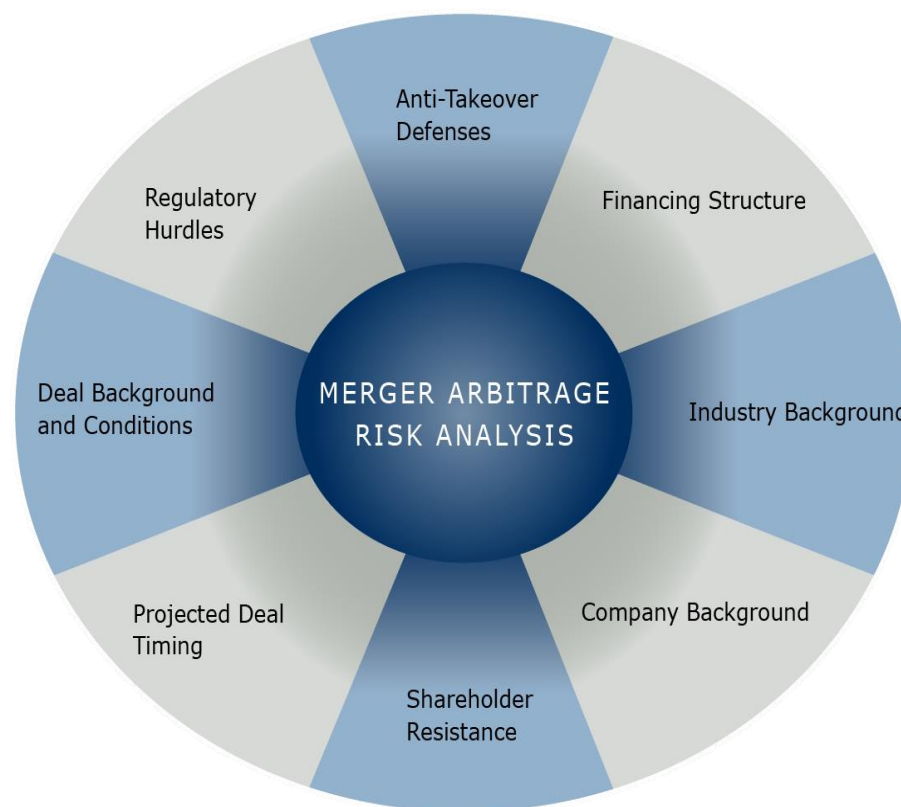 Anti-Takeover
Defenses
Financing Structure
Regulatory
Hurdles
MERGER ARBITRAGE
RISK ANALYSIS
Deal Background
and Conditions
Industry Background
Projected Deal
Timing
Company Background
Shareholder
Resistance